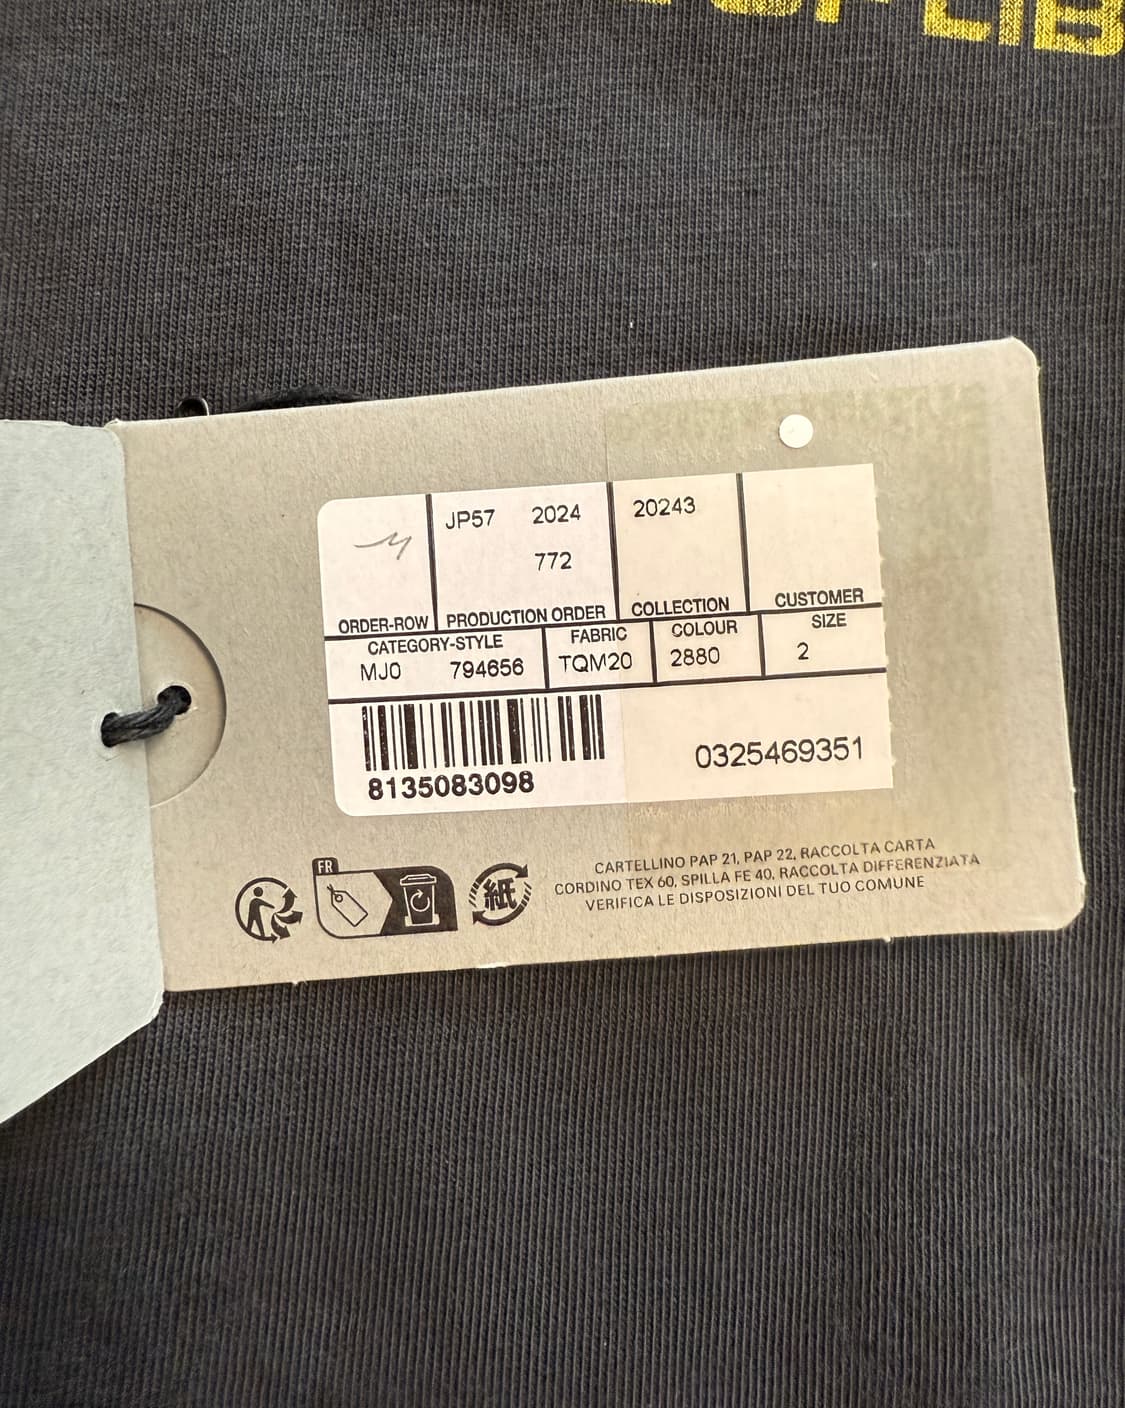 JP57 2024 20243
772
ORDER-ROW PRODUCTION ORDER COLLECTION CUSTOMER
CATEGORY-STYLE FABRIC COLOUR SIZE
MJ0 794656 TQM20 2880 2
8135083098 0325469351
FR
紙
CARTELLINO PAP 21, PAP 22, RACCOLTA CARTA
CORDINO TEX 60, SPILLA FE 40, RACCOLTA DIFFERENZIATA
VERIFICA LE DISPOSIZIONI DEL TUO COMUNE